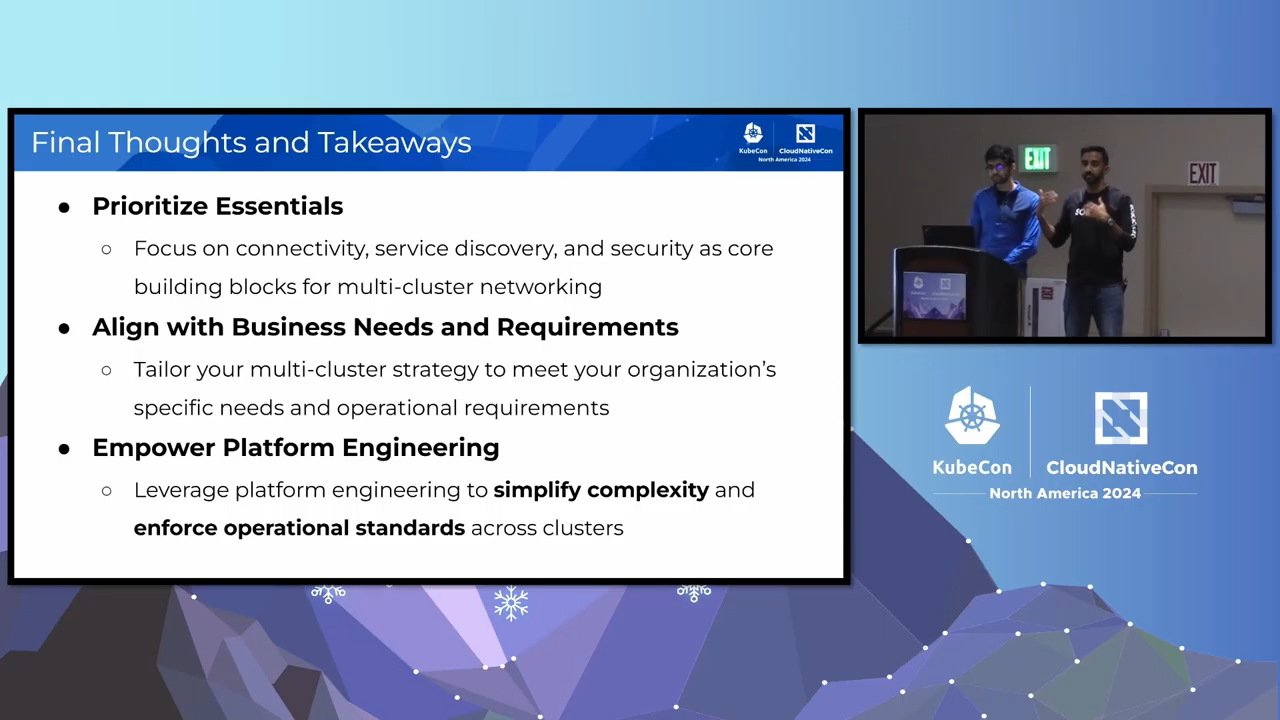 Final Thoughts and Takeaways
KubeCon
CloudNativeCon
North America 2024
● Prioritize Essentials
○ Focus on connectivity, service discovery, and security as core
building blocks for multi-cluster networking
● Align with Business Needs and Requirements
○ Tailor your multi-cluster strategy to meet your organization’s
specific needs and operational requirements
● Empower Platform Engineering
○ Leverage platform engineering to simplify complexity and
enforce operational standards across clusters
EXIT
EXIT
KubeCon
CloudNativeCon
North America 2024